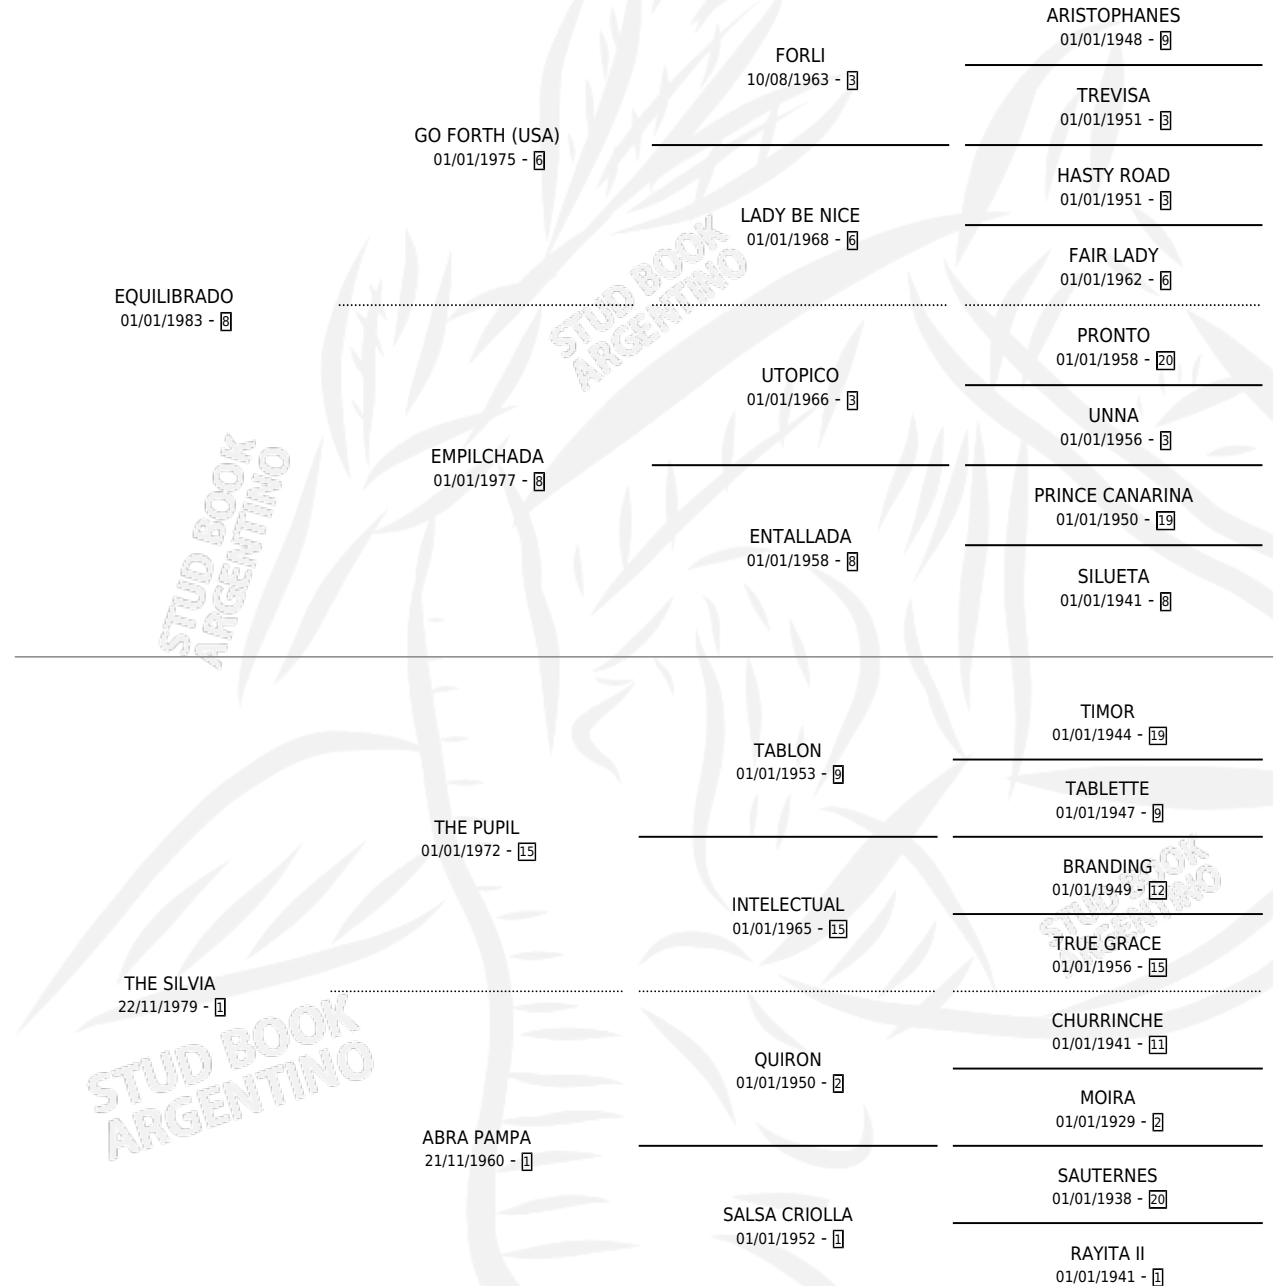 ARISTOPHANES
01/01/1948 - 9
FORLI
10/08/1963 - 3
TREVISA
01/01/1951 - 3
GO FORTH (USA)
01/01/1975 - 6
HASTY ROAD
01/01/1951 - 3
LADY BE NICE
01/01/1968 - 6
FAIR LADY
01/01/1962 - 6
EQUILIBRADO
01/01/1983 - 8
STUD BOOK
ARGENTINO
PRONTO
01/01/1958 - 20
UTOPICO
01/01/1966 - 3
UNNA
01/01/1956 - 3
EMPILCHADA
01/01/1977 - 8
PRINCE CANARINA
01/01/1950 - 19
ENTALLADA
01/01/1958 - 8
SILUETA
01/01/1941 - 8
STUD BOOK
ARGENTINO
TIMOR
01/01/1944 - 19
TABLON
01/01/1953 - 9
TABLETTE
01/01/1947 - 9
THE PUPIL
01/01/1972 - 15
BRANDING
01/01/1949 - 12
INTELECTUAL
01/01/1965 - 15
STUD BOOK
ARGENTINO
TRUE GRACE
01/01/1956 - 15
THE SILVIA
22/11/1979 - 1
STUD BOOK
ARGENTINO
CHURRINCHE
01/01/1941 - 11
QUIRON
01/01/1950 - 2
MOIRA
01/01/1929 - 2
ABRA PAMPA
21/11/1960 - 1
SAUTERNES
01/01/1938 - 20
SALSA CRIOLLA
01/01/1952 - 1
RAYITA II
01/01/1941 - 1